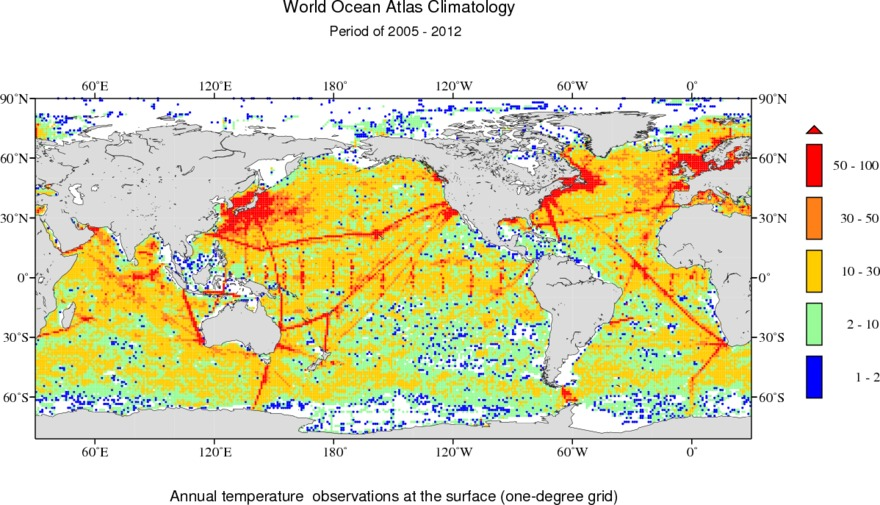 World Ocean Atlas Climatology
Period of 2005 - 2012
60°E 120°E 180° 120°W 60°W 0°
90°N 90°N
60°N 60°N
30°N 30°N
0° 0°
30°S 30°S
60°S 60°S
60°E 120°E 180° 120°W 60°W 0°
50 - 100
30 - 50
10 - 30
2 - 10
1 - 2
Annual temperature observations at the surface (one-degree grid)